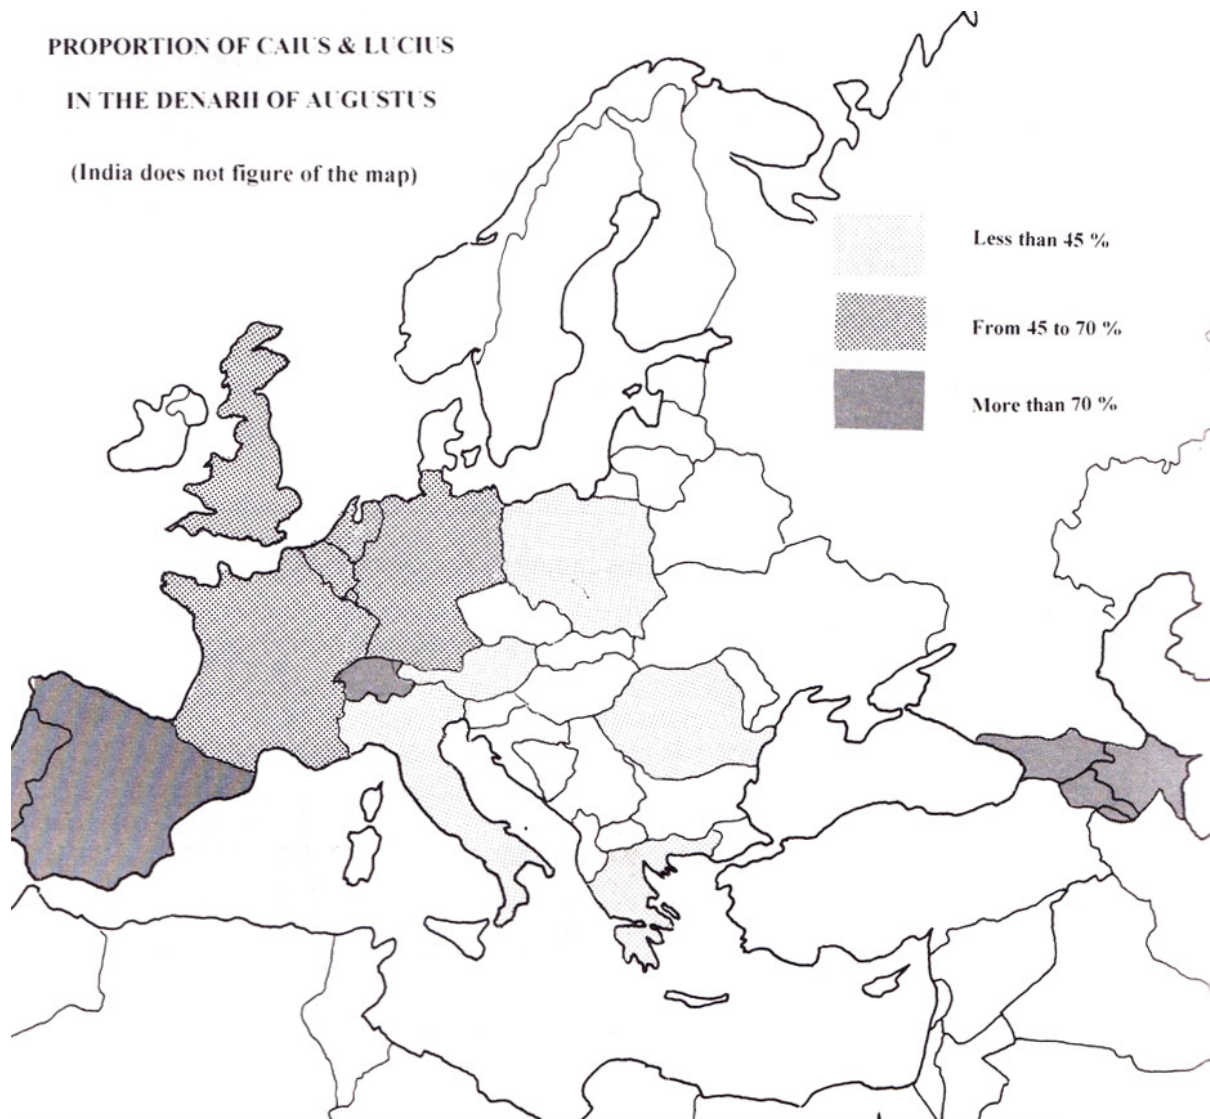 PROPORTION OF CAIUS & LUCIUS
IN THE DENARII OF AUGUSTUS
(India does not figure of the map)
Less than 45 %
From 45 to 70 %
More than 70 %